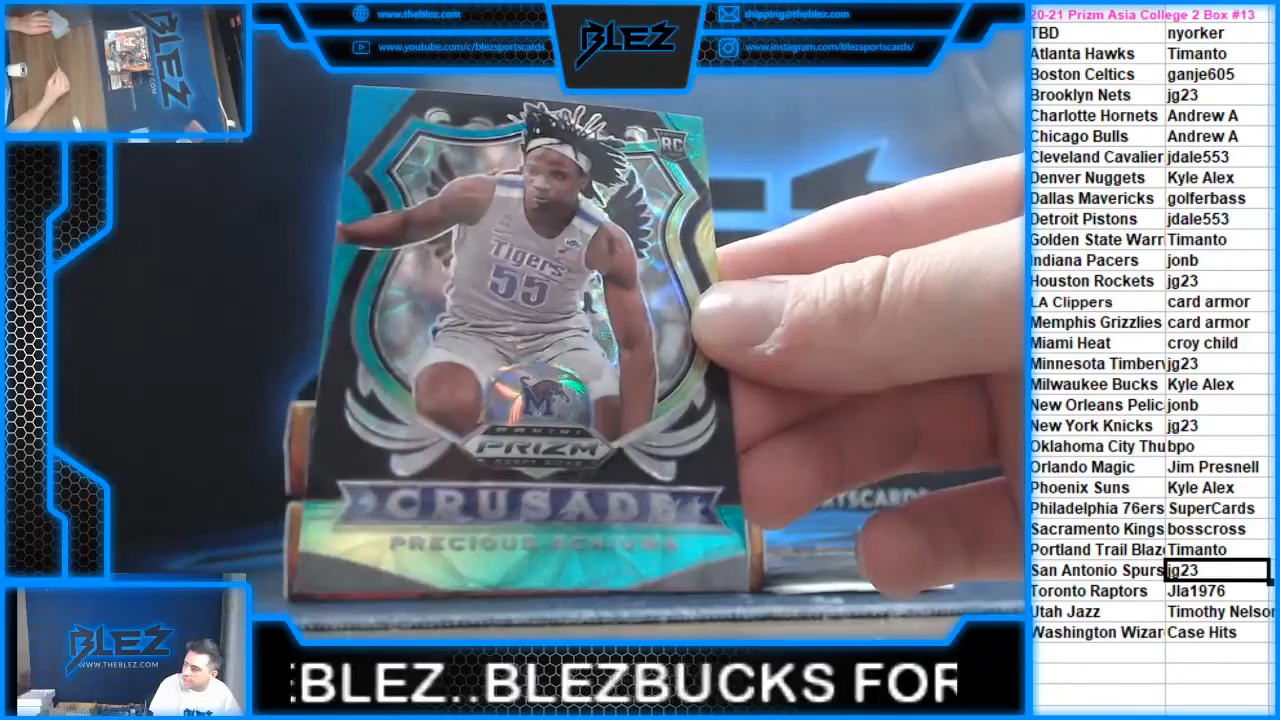 www.theblez.com
shipping@theblez.com
www.youtube.com/c/blezsportscards
www.instagram.com/blezsportscards/
BLEZ
20-21 Prizm Asia College 2 Box #13
TBD nyorker
Atlanta Hawks Timanto
Boston Celtics ganje605
Brooklyn Nets jg23
Charlotte Hornets Andrew A
Chicago Bulls Andrew A
Cleveland Cavalier jdale553
Denver Nuggets Kyle Alex
Dallas Mavericks golferbass
Detroit Pistons jdale553
Golden State Warr Timanto
Indiana Pacers jonb
Houston Rockets jg23
LA Clippers card armor
Memphis Grizzlies card armor
Miami Heat croy child
Minnesota Timberv jg23
Milwaukee Bucks Kyle Alex
New Orleans Pelic jonb
New York Knicks jg23
Oklahoma City Thu bpo
Orlando Magic Jim Presnell
Phoenix Suns Kyle Alex
Philadelphia 76ers SuperCards
Sacramento Kings bosscross
Portland Trail Blaze Timanto
San Antonio Spurs jg23
Toronto Raptors Jla1976
Utah Jazz Timothy Nelson
Washington Wizar Case Hits
BLEZ
RC
Tigers
55
M
PANINI
PRIZM
CRUSADE
PRECIOUS ACHIUWA
SPORTSCARDS
BLEZ
WWW.THEBLEZ.COM
EBLEZ..BLEZBUCKS FOR